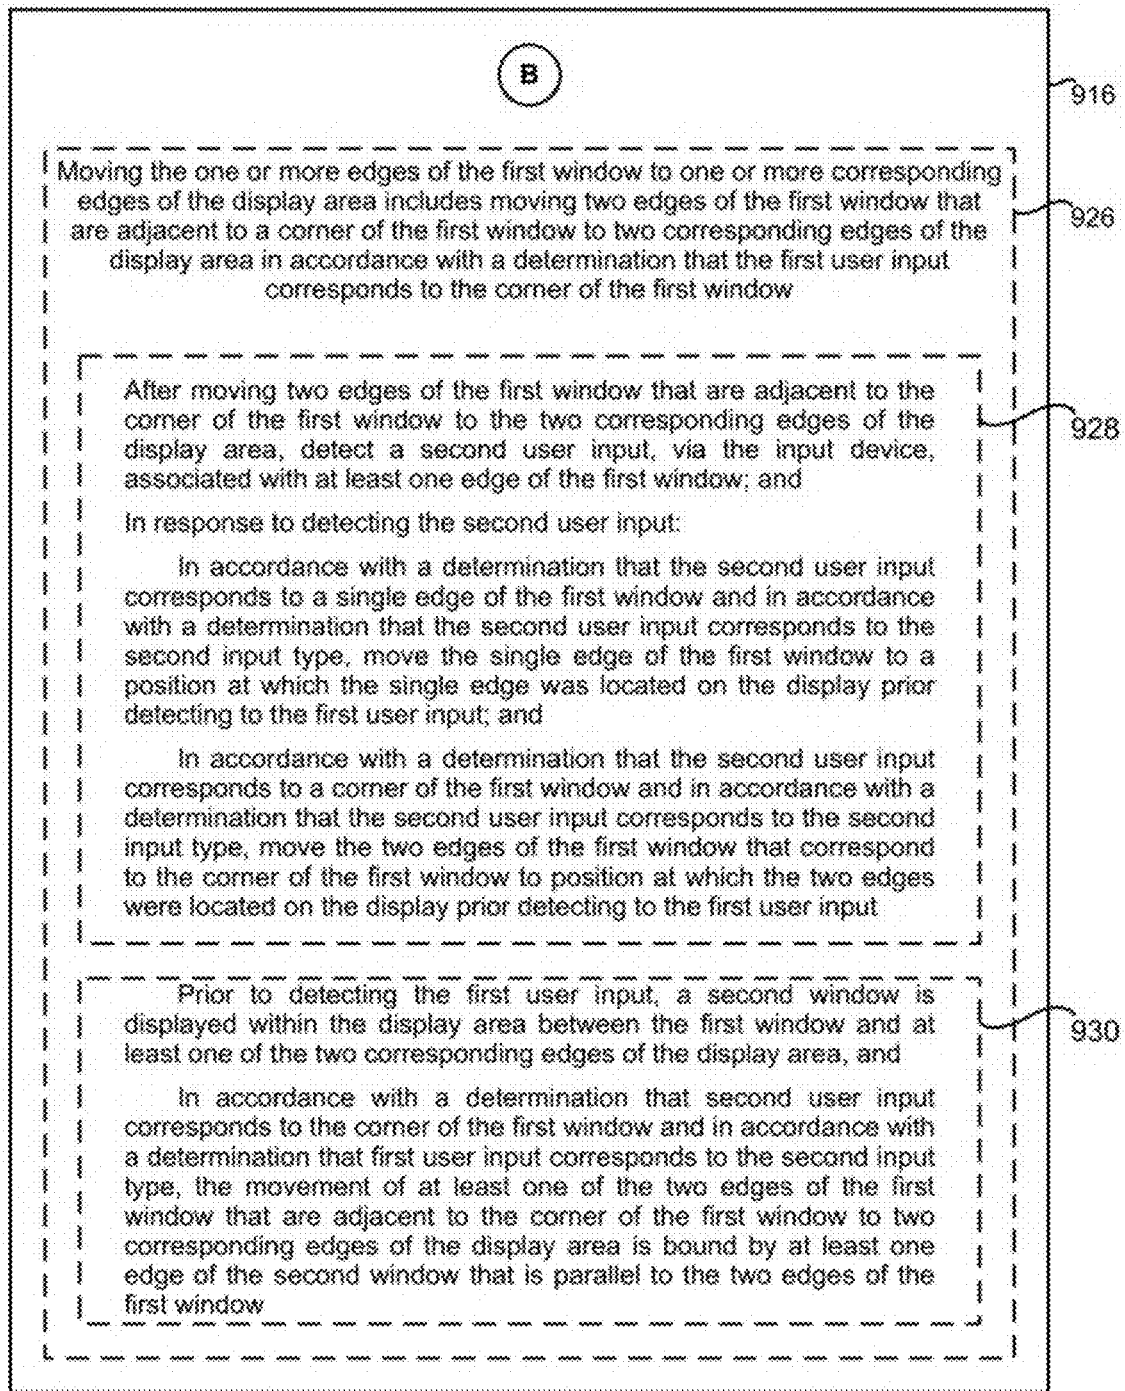 B
916
Moving the one or more edges of the first window to one or more corresponding
edges of the display area includes moving two edges of the first window that
are adjacent to a corner of the first window to two corresponding edges of the
display area in accordance with a determination that the first user input
corresponds to the corner of the first window
926
After moving two edges of the first window that are adjacent to the
corner of the first window to the two corresponding edges of the
display area, detect a second user input, via the input device,
associated with at least one edge of the first window; and
928
In response to detecting the second user input:
In accordance with a determination that the second user input
corresponds to a single edge of the first window and in accordance
with a determination that the second user input corresponds to the
second input type, move the single edge of the first window to a
position at which the single edge was located on the display prior
detecting to the first user input; and
In accordance with a determination that the second user input
corresponds to a corner of the first window and in accordance with a
determination that the second user input corresponds to the second
input type, move the two edges of the first window that correspond
to the corner of the first window to position at which the two edges
were located on the display prior detecting to the first user input
Prior to detecting the first user input, a second window is
displayed within the display area between the first window and at
least one of the two corresponding edges of the display area, and
930
In accordance with a determination that second user input
corresponds to the corner of the first window and in accordance with
a determination that first user input corresponds to the second input
type, the movement of at least one of the two edges of the first
window that are adjacent to the corner of the first window to two
corresponding edges of the display area is bound by at least one
edge of the second window that is parallel to the two edges of the
first window